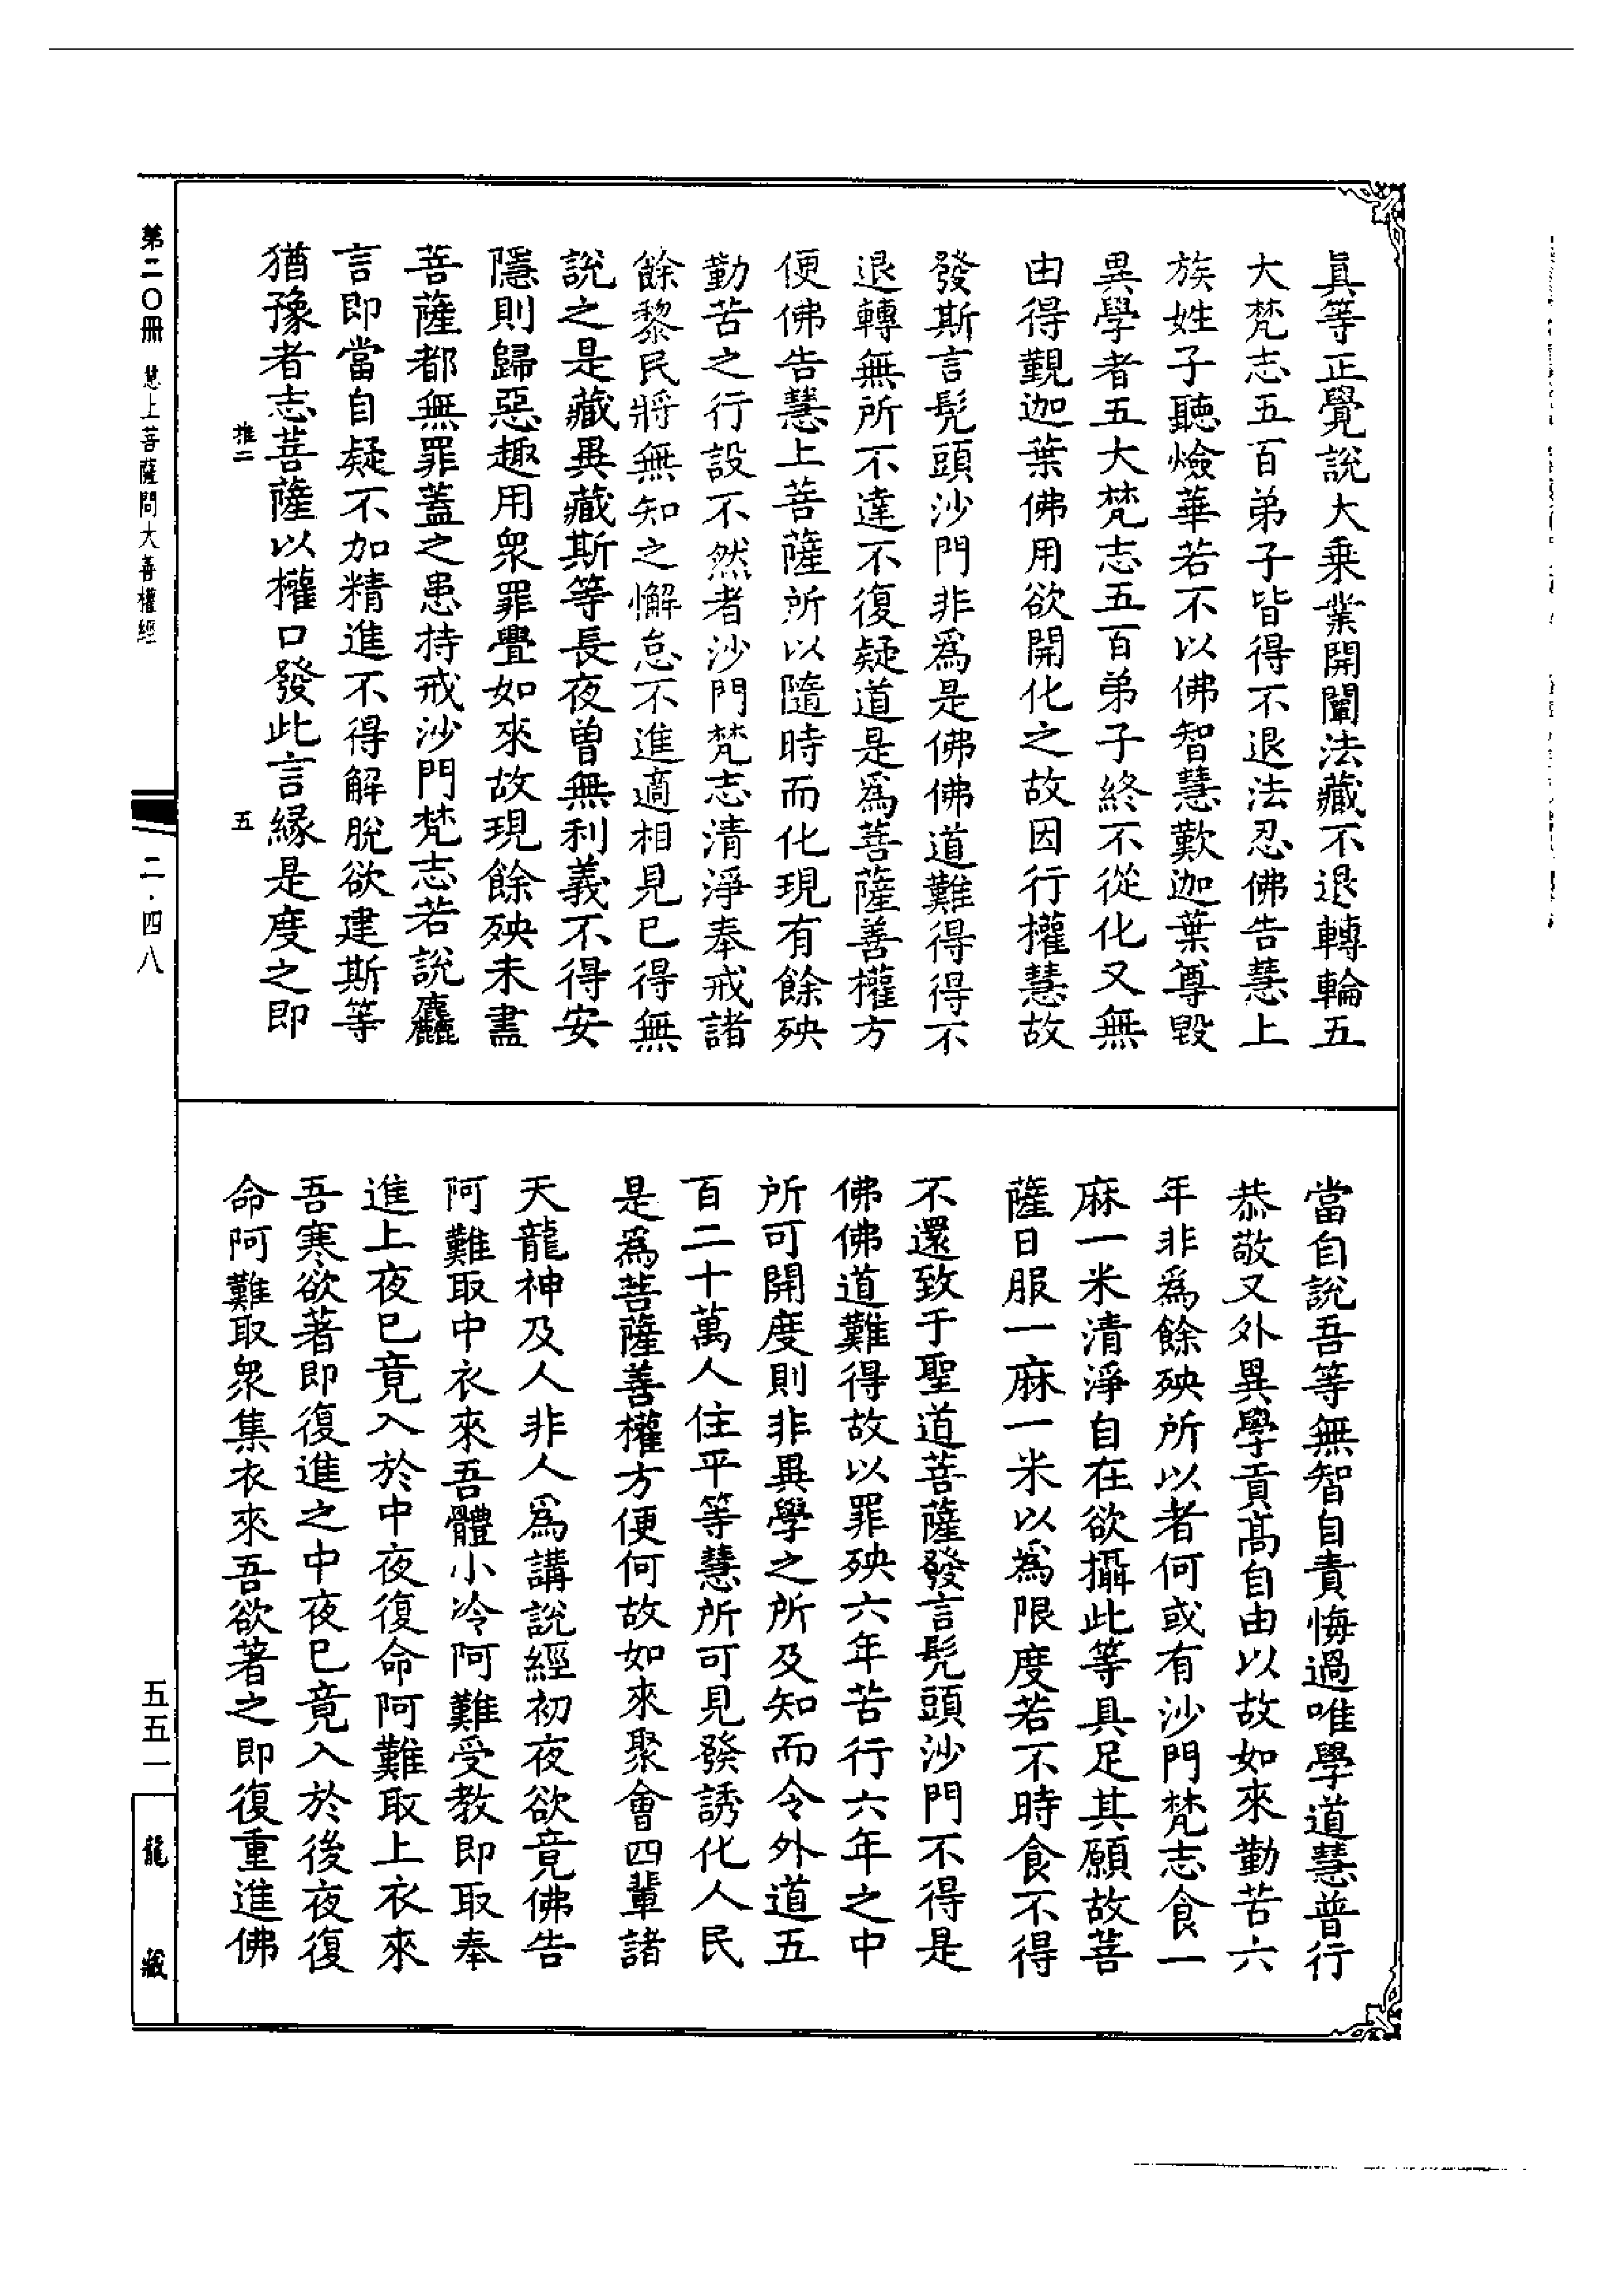 眞等正覺說大乗業開闡法藏不退轉輪五
大梵志五百弟子皆得不退法忍佛告慧上
族姓子聽㷿華若不以佛智慧歎迦葉尊毀
異學者五大梵志五百弟子終不從化又無
由得觀迦葉佛用欲開化之故因行權慧故
發斯言髠頭沙門非爲是佛佛道難得得不
退轉無所不達不復疑道是爲菩薩善權方
便佛告慧上菩薩所以隨時而化現有餘殃
勤苦之行設不然者沙門梵志清淨奉戒諸
餘黎民將無知之懈怠不進適相見已得無
說之是藏異藏斯等長夜曾無利義不得安
隱則歸惡趣用衆罪舋如來故現餘殃未盡
菩薩都無罪蓋之患持戒沙門梵志若說麤
言即當自疑不加精進不得解脫欲建斯等
猶豫者志菩薩以權口發此言緣是度之即
推二 五
當自說吾等無智自責悔過唯學道慧普行
恭敬又外異學貢高自由以故如來勤苦六
年非爲餘殃所以者何或有沙門梵志食一
麻一米清淨自在欲攝此等具足其願故菩
薩日服一麻一米以爲限度若不時食不得
不還致于聖道菩薩發言髠頭沙門不得是
佛佛道難得故以罪殃六年苦行六年之中
所可開度則非異學之所及知而令外道五
百二十萬人住平等慧所可見發誘化人民
是爲菩薩善權方便何故如來聚會四輩諸
天龍神及人非人爲講說經初夜欲竟佛告
阿難取中衣來吾體小冷阿難受教即取奉
進上夜已竟入於中夜復命阿難取上衣來
吾寒欲著即復進之中夜已竟入於後夜復
命阿難取衆集衣來吾欲著之即復重進佛
第二〇冊 慧上菩薩問大善權經
二·四八
五五一
龍藏